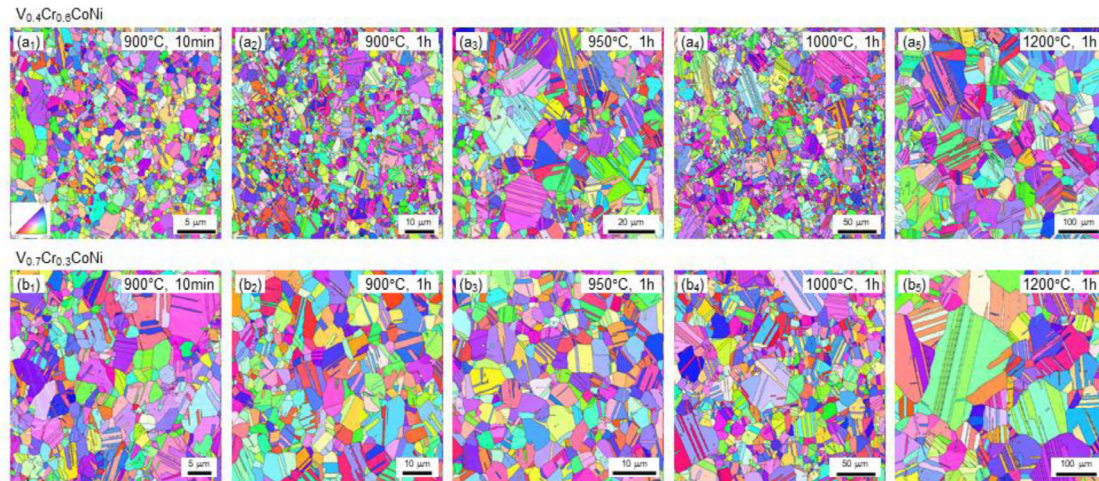 V₀.₄Cr₀.₆CoNi
(a₁) 900°C, 10min
5 μm
(a₂) 900°C, 1h
10 μm
(a₃) 950°C, 1h
20 μm
(a₄) 1000°C, 1h
50 μm
(a₅) 1200°C, 1h
100 μm
V₀.₇Cr₀.₃CoNi
(b₁) 900°C, 10min
5 μm
(b₂) 900°C, 1h
10 μm
(b₃) 950°C, 1h
10 μm
(b₄) 1000°C, 1h
50 μm
(b₅) 1200°C, 1h
100 μm